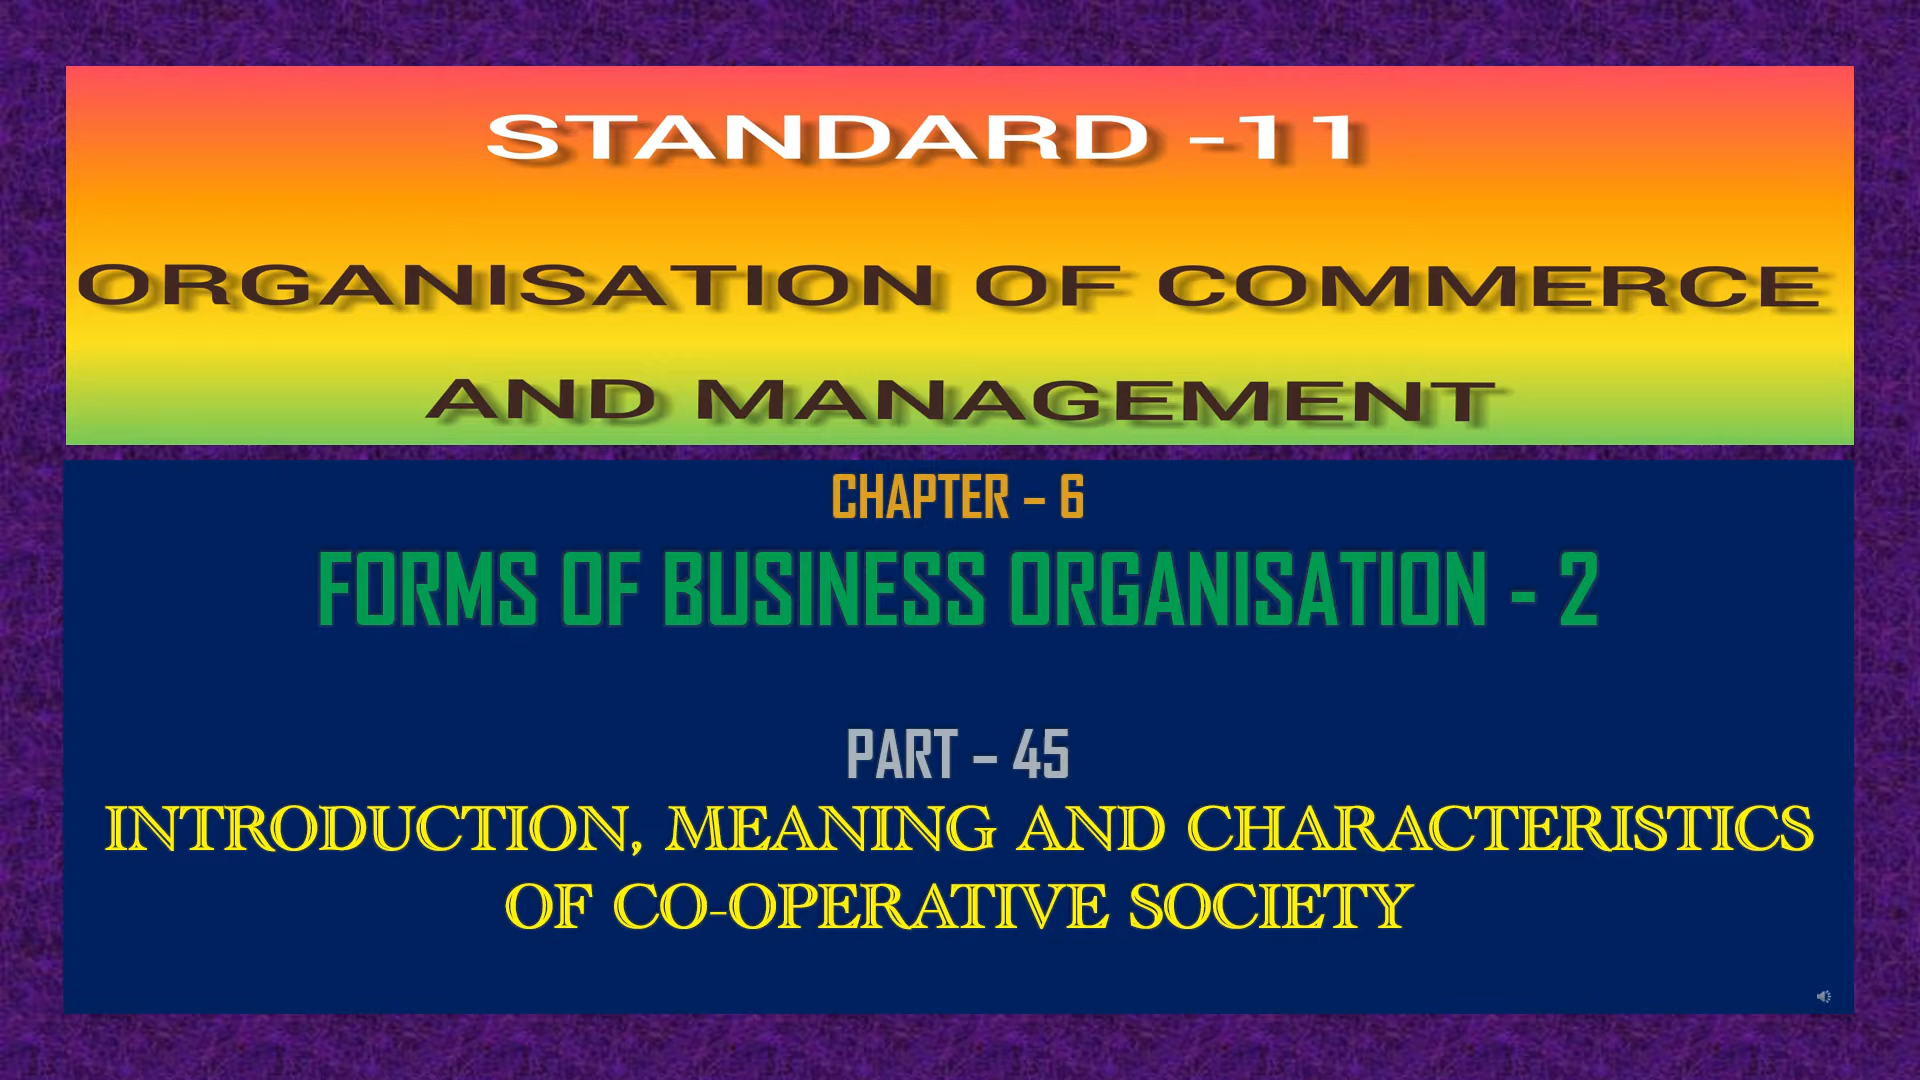 STANDARD -11
ORGANISATION OF COMMERCE
AND MANAGEMENT
CHAPTER – 6
FORMS OF BUSINESS ORGANISATION - 2
PART – 45
INTRODUCTION, MEANING AND CHARACTERISTICS
OF CO-OPERATIVE SOCIETY